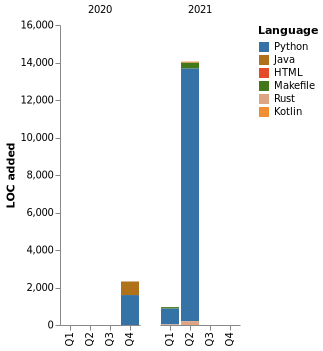 2020 2021
Language
Python
Java
HTML
Makefile
Rust
Kotlin
LOC added
16,000
14,000
12,000
10,000
8,000
6,000
4,000
2,000
0
Q1 Q2 Q3 Q4 Q1 Q2 Q3 Q4